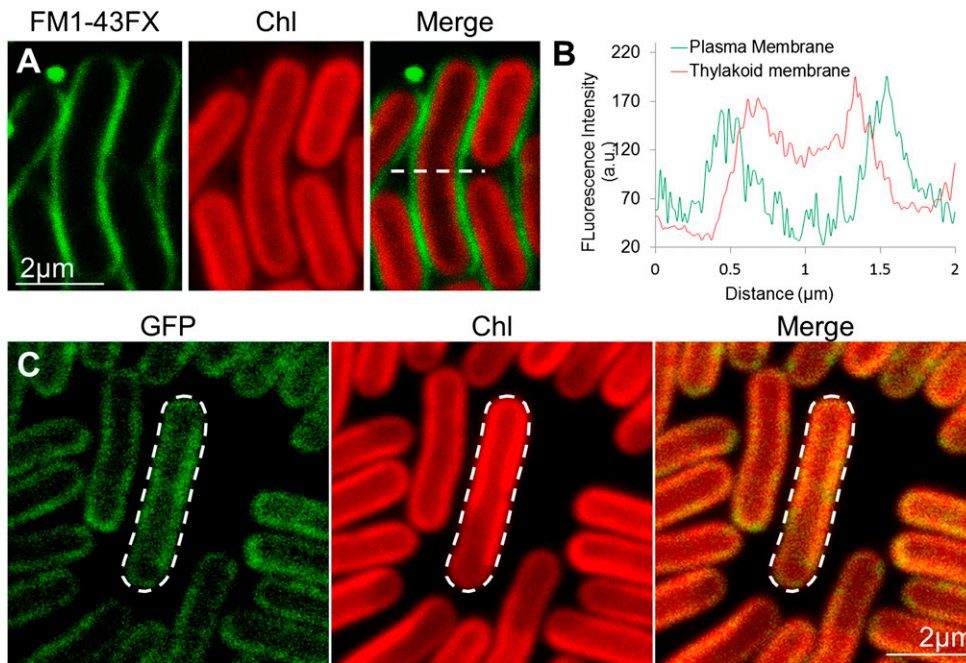 FM1-43FX Chl Merge
A
2µm
B
Plasma Membrane
Thylakoid membrane
FLuorescence Intensity
(a.u.)
220
170
120
70
20
0 0.5 1 1.5 2
Distance (µm)
GFP Chl Merge
C
2µm